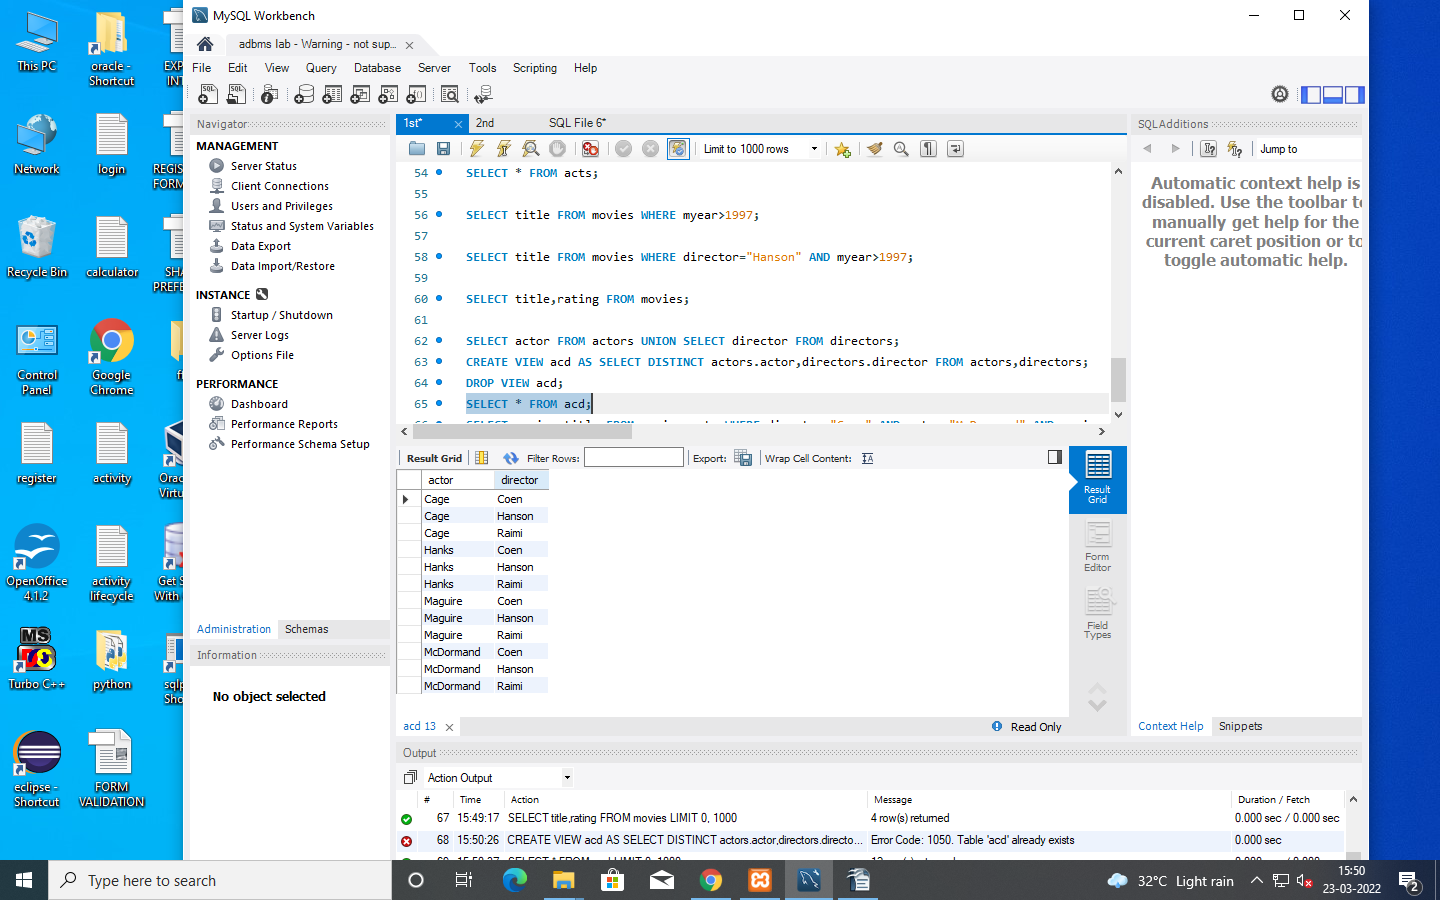 MySQL Workbench
adbms lab - Warning - not sup...
File Edit View Query Database Server Tools Scripting Help
Navigator
MANAGEMENT
Server Status
Client Connections
Users and Privileges
Status and System Variables
Data Export
Data Import/Restore
INSTANCE
Startup / Shutdown
Server Logs
Options File
PERFORMANCE
Dashboard
Performance Reports
Performance Schema Setup
Administration Schemas
Information
No object selected
1st* 2nd SQL File 6*
Limit to 1000 rows
54 SELECT * FROM acts;
55
56 SELECT title FROM movies WHERE myear>1997;
57
58 SELECT title FROM movies WHERE director="Hanson" AND myear>1997;
59
60 SELECT title,rating FROM movies;
61
62 SELECT actor FROM actors UNION SELECT director FROM directors;
63 CREATE VIEW acd AS SELECT DISTINCT actors.actor,directors.director FROM actors,directors;
64 DROP VIEW acd;
65 SELECT * FROM acd;
Result Grid Filter Rows: Export: Wrap Cell Content:
actor director
Cage Coen
Cage Hanson
Cage Raimi
Hanks Coen
Hanks Hanson
Hanks Raimi
Maguire Coen
Maguire Hanson
Maguire Raimi
McDormand Coen
McDormand Hanson
McDormand Raimi
Result Grid
Form Editor
Field Types
acd 13
Read Only
SQLAdditions
Jump to
Automatic context help is
disabled. Use the toolbar to
manually get help for the
current caret position or to
toggle automatic help.
Context Help Snippets
Output
Action Output
# Time Action Message Duration / Fetch
67 15:49:17 SELECT title,rating FROM movies LIMIT 0, 1000 4 row(s) returned 0.000 sec / 0.000 sec
68 15:50:26 CREATE VIEW acd AS SELECT DISTINCT actors.actor,directors.directo... Error Code: 1050. Table 'acd' already exists 0.000 sec
This PC
oracle -
Shortcut
EXP
INT
Network
login
REGIS
FORM
Recycle Bin
calculator
SHA
PREFE
Control
Panel
Google
Chrome
register
activity
Orac
Virtu
OpenOffice
4.1.2
activity
lifecycle
Get S
With
MS
Turbo C++
python
sqlp
Sho
eclipse -
Shortcut
FORM
VALIDATION
Type here to search
32°C Light rain
15:50
23-03-2022
2